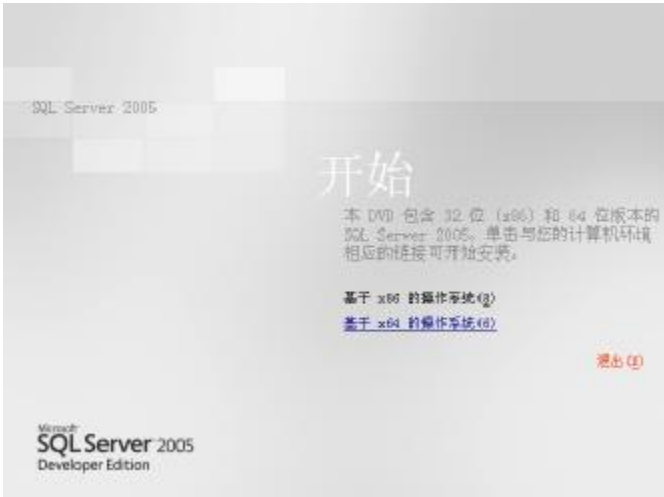 SQL Server 2005
开始
本 DVD 包含 32 位 (x86) 和 64 位版本的
SQL Server 2005。单击与您的计算机环境
相应的链接可开始安装。
基于 x86 的操作系统(8)
基于 x64 的操作系统(6)
退出(X)
Microsoft
SQL Server 2005
Developer Edition